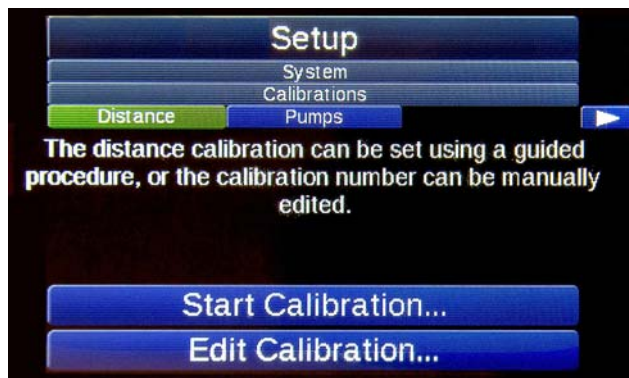 Setup
System
Calibrations
Distance Pumps
The distance calibration can be set using a guided
procedure, or the calibration number can be manually
edited.
Start Calibration...
Edit Calibration...